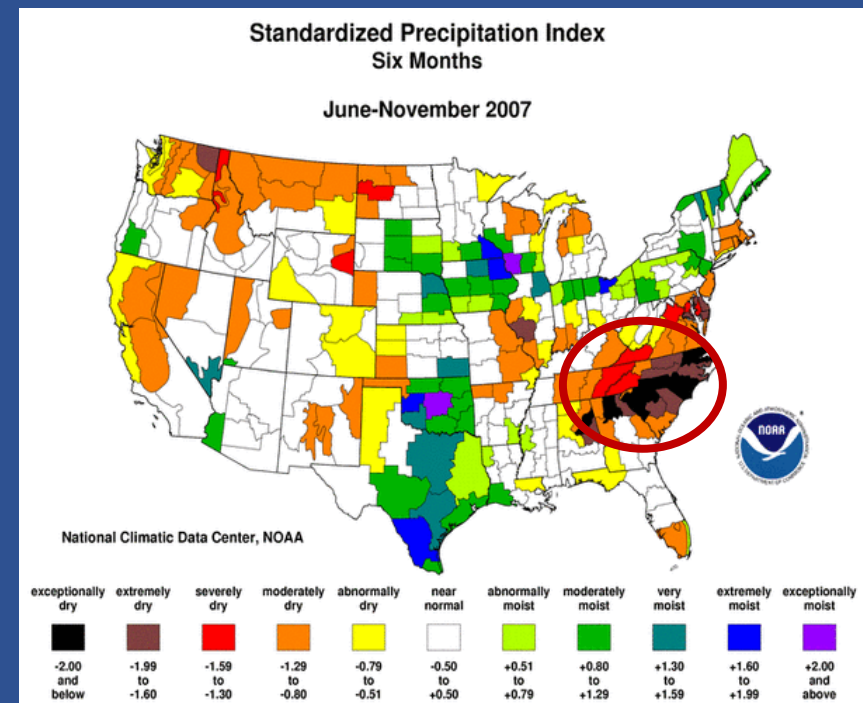 Standardized Precipitation Index
Six Months
June-November 2007
NOAA
National Climatic Data Center, NOAA
exceptionally dry
extremely dry
severely dry
moderately dry
abnormally dry
near normal
abnormally moist
moderately moist
very moist
extremely moist
exceptionally moist
-2.00 and below
-1.99 to -1.60
-1.59 to -1.30
-1.29 to -0.80
-0.79 to -0.51
-0.50 to +0.50
+0.51 to +0.79
+0.80 to +1.29
+1.30 to +1.59
+1.60 to +1.99
+2.00 and above